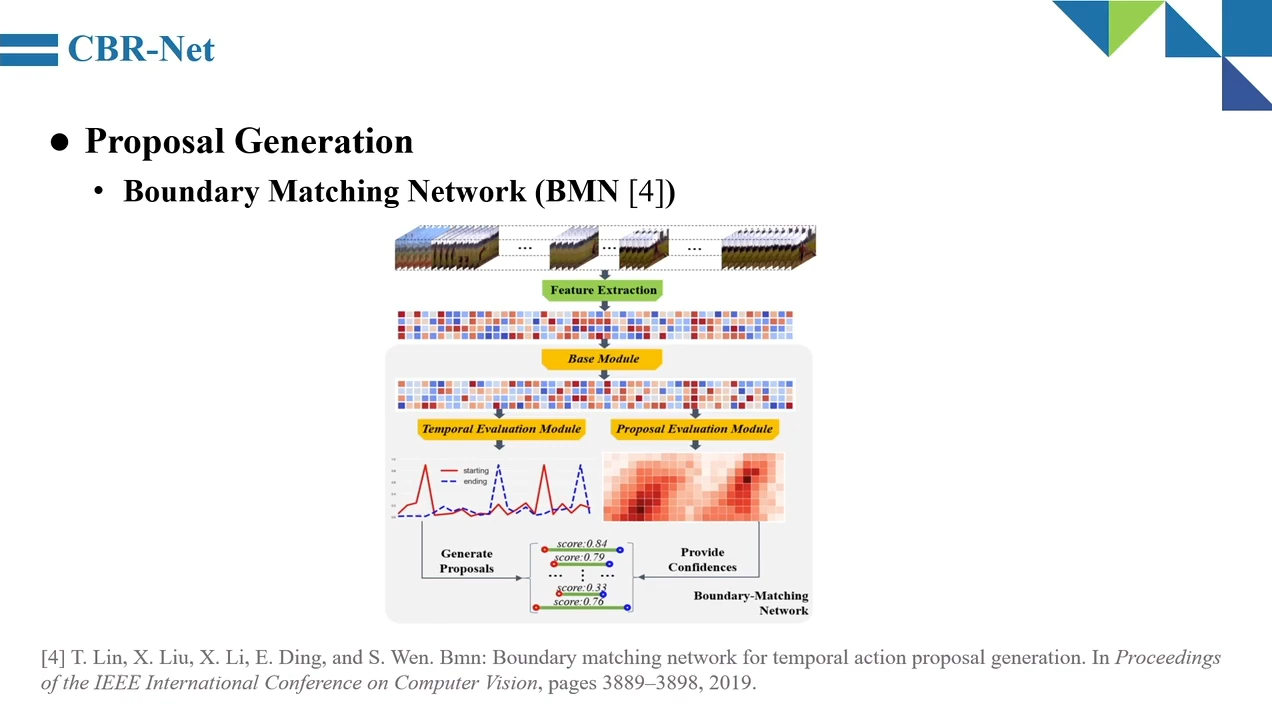 CBR-Net
● Proposal Generation
• Boundary Matching Network (BMN [4])
... ... ...
Feature Extraction
Base Module
Temporal Evaluation Module
Proposal Evaluation Module
starting
ending
Generate
Proposals
score:0.84
score:0.79
... ⋮ ...
score:0.33
score:0.76
Provide
Confidences
Boundary-Matching
Network
[4] T. Lin, X. Liu, X. Li, E. Ding, and S. Wen. Bmn: Boundary matching network for temporal action proposal generation. In Proceedings
of the IEEE International Conference on Computer Vision, pages 3889–3898, 2019.